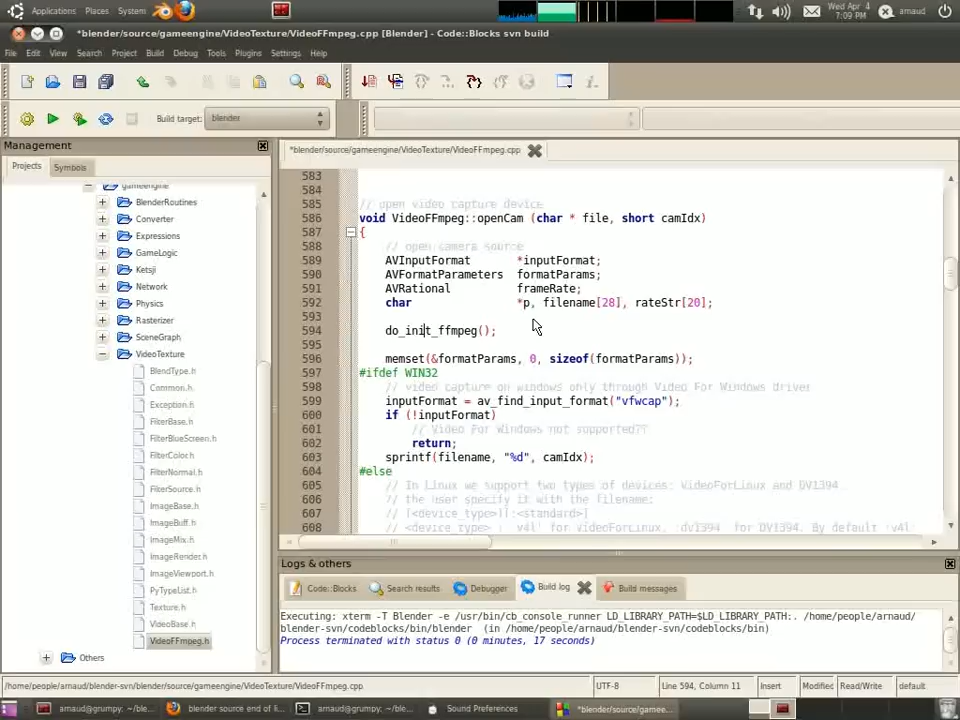 Applications Places System
Wed Apr 4
7:09 PM
arnaud
*blender/source/gameengine/VideoTexture/VideoFFmpeg.cpp [Blender] - Code::Blocks svn build
File Edit View Search Project Build Debug Tools Plugins Settings Help
Build target: blender
Management
Projects Symbols
gameengine
BlenderRoutines
Converter
Expressions
GameLogic
Ketsji
Network
Physics
Rasterizer
SceneGraph
VideoTexture
BlendType.h
Common.h
Exception.h
FilterBase.h
FilterBlueScreen.h
FilterColor.h
FilterNormal.h
FilterSource.h
ImageBase.h
ImageBuff.h
ImageMix.h
ImageRender.h
ImageViewport.h
PyTypeList.h
Texture.h
VideoBase.h
VideoFFmpeg.h
Others
*blender/source/gameengine/VideoTexture/VideoFFmpeg.cpp
583
584
585 // open video capture device
586 void VideoFFmpeg::openCam (char * file, short camIdx)
587 {
588 // open camera source
589 AVInputFormat *inputFormat;
590 AVFormatParameters formatParams;
591 AVRational frameRate;
592 char *p, filename[28], rateStr[20];
593
594 do_init_ffmpeg();
595
596 memset(&formatParams, 0, sizeof(formatParams));
597 #ifdef WIN32
598 // video capture on windows only through Video For Windows driver
599 inputFormat = av_find_input_format("vfwcap");
600 if (!inputFormat)
601 // Video For Windows not supported??
602 return;
603 sprintf(filename, "%d", camIdx);
604 #else
605 // In Linux we support two types of devices: VideoForLinux and DV1394
606 // the user specify it with the filename:
607 // [<device_type>][:<standard>]
608 // <device_type> : 'v4l' for VideoForLinux, 'dv1394' for DV1394. By default 'v4l'
Logs & others
Code::Blocks Search results Debugger Build log Build messages
Executing: xterm -T Blender -e /usr/bin/cb_console_runner LD_LIBRARY_PATH=$LD_LIBRARY_PATH:. /home/people/arnaud/
blender-svn/codeblocks/bin/blender (in /home/people/arnaud/blender-svn/codeblocks/bin)
Process terminated with status 0 (0 minutes, 17 seconds)
/home/people/arnaud/blender-svn/blender/source/gameengine/VideoTexture/VideoFFmpeg.cpp UTF-8 Line 594, Column 11 Insert Modified Read/Write default
arnaud@grumpy: ~/ble... blender source end of li... arnaud@grumpy: ~/ble... Sound Preferences *blender/source/gamee...